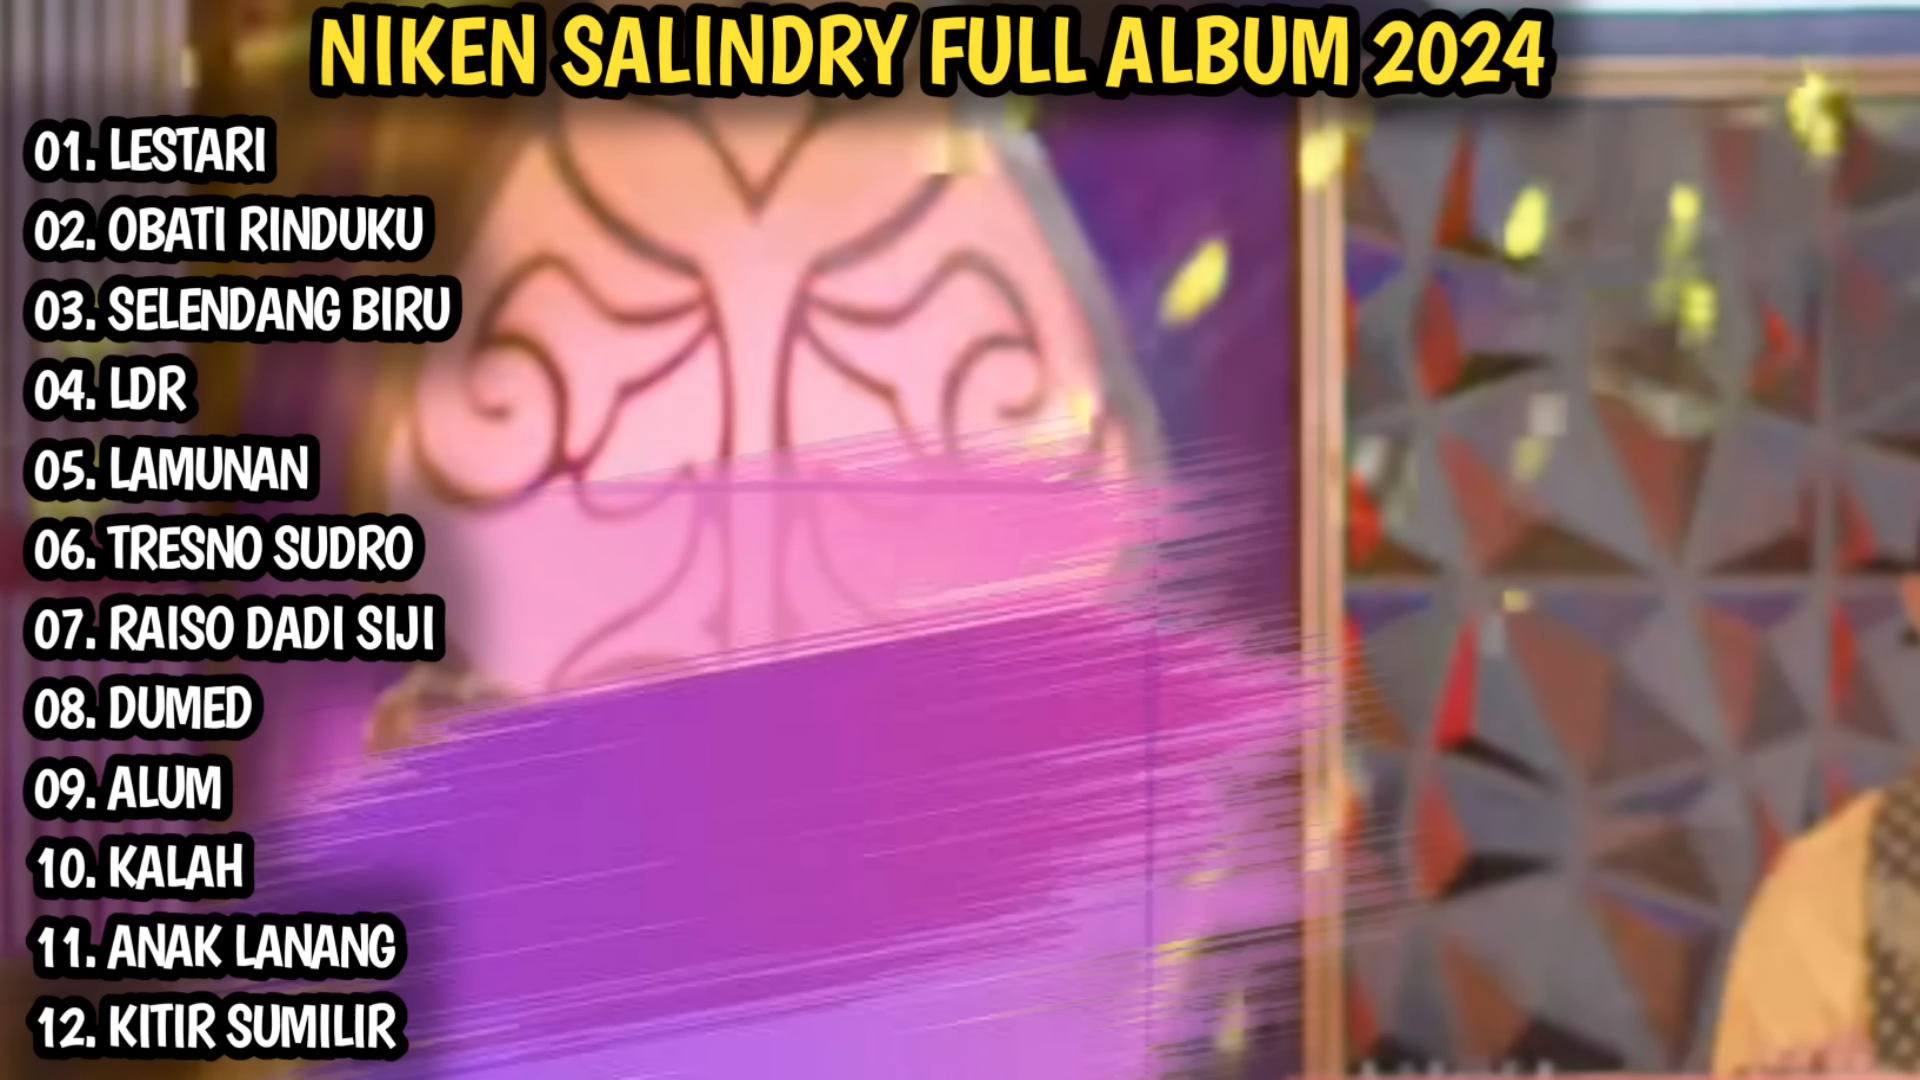 NIKEN SALINDRY FULL ALBUM 2024
01. LESTARI
02. OBATI RINDUKU
03. SELENDANG BIRU
04. LDR
05. LAMUNAN
06. TRESNO SUDRO
07. RAISO DADI SIJI
08. DUMED
09. ALUM
10. KALAH
11. ANAK LANANG
12. KITIR SUMILIR